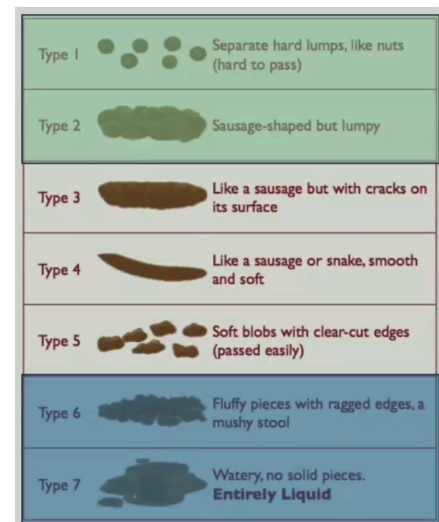 Type 1
Separate hard lumps, like nuts
(hard to pass)
Type 2
Sausage-shaped but lumpy
Type 3
Like a sausage but with cracks on
its surface
Type 4
Like a sausage or snake, smooth
and soft
Type 5
Soft blobs with clear-cut edges
(passed easily)
Type 6
Fluffy pieces with ragged edges, a
mushy stool
Type 7
Watery, no solid pieces.
Entirely Liquid